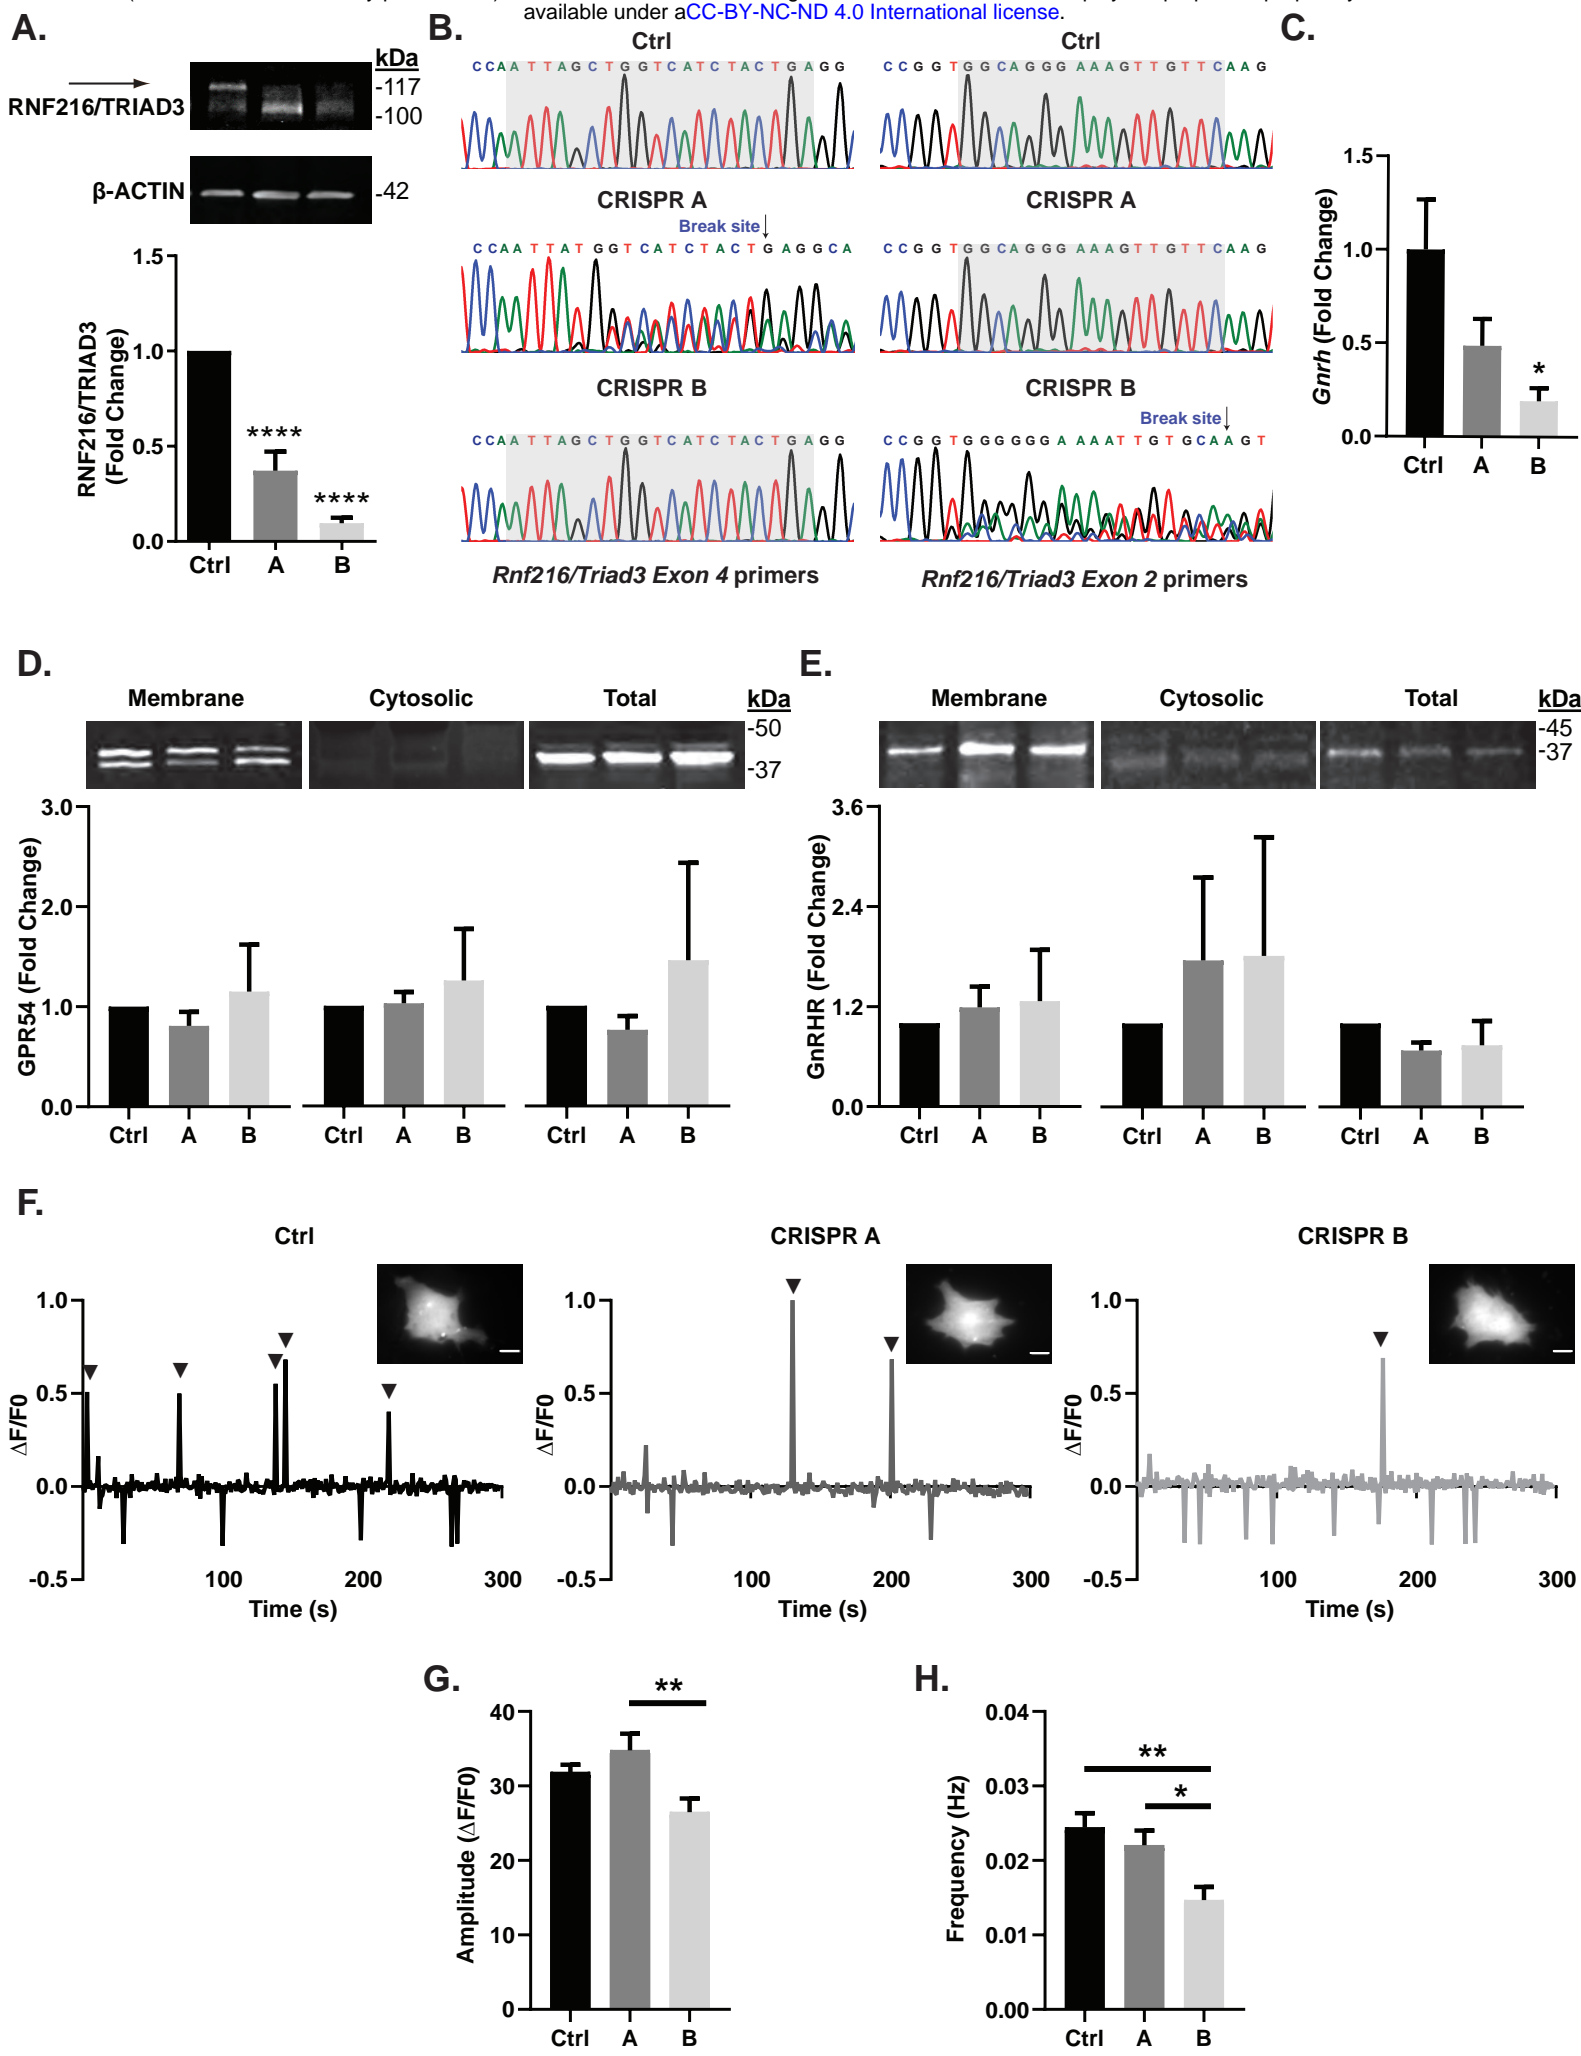 available under aCC-BY-NC-ND 4.0 International license.
A.
kDa
-117
RNF216/TRIAD3
-100
β-ACTIN
-42
1.5
1.0
0.5
0.0
RNF216/TRIAD3
(Fold Change)
****
****
Ctrl A B
B.
Ctrl
CCAATTAGCTGGTCATCTACTGAGG
CRISPR A
Break site
CCAATTATGGTCATCTACTGAGGCA
CRISPR B
CCAATTAGCTGGTCATCTACTGAGG
Rnf216/Triad3 Exon 4 primers
Ctrl
CCGGTGGCAGGGAAAGTTGTTCAAG
CRISPR A
CCGGTGGCAGGGAAAGTTGTTCAAG
CRISPR B
Break site
CCGGTGGGGGGAAAATTGTGCAAGT
Rnf216/Triad3 Exon 2 primers
C.
1.5
1.0
0.5
0.0
Gnrh (Fold Change)
*
Ctrl A B
D.
Membrane Cytosolic Total kDa
-50
-37
3.0
2.0
1.0
0.0
GPR54 (Fold Change)
Ctrl A B Ctrl A B Ctrl A B
E.
Membrane Cytosolic Total kDa
-45
-37
3.6
2.4
1.2
0.0
GnRHR (Fold Change)
Ctrl A B Ctrl A B Ctrl A B
F.
Ctrl
1.0
0.5
0.0
-0.5
ΔF/F0
100 200 300
Time (s)
CRISPR A
1.0
0.5
0.0
-0.5
ΔF/F0
100 200 300
Time (s)
CRISPR B
1.0
0.5
0.0
-0.5
ΔF/F0
100 200 300
Time (s)
G.
**
40
30
20
10
0
Amplitude (ΔF/F0)
Ctrl A B
H.
**
*
0.04
0.03
0.02
0.01
0.00
Frequency (Hz)
Ctrl A B